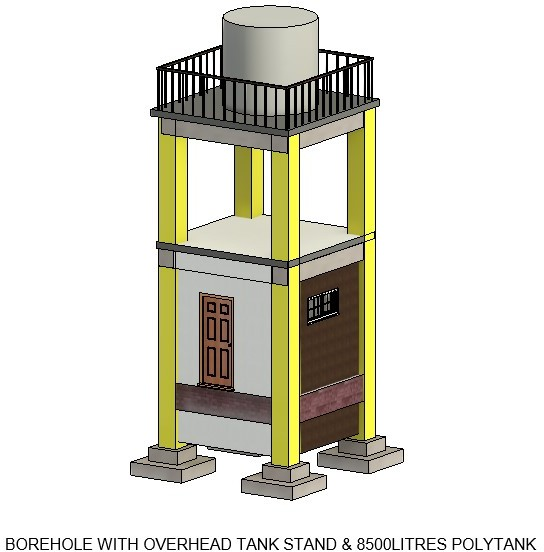 BOREHOLE WITH OVERHEAD TANK STAND & 8500LITRES POLYTANK